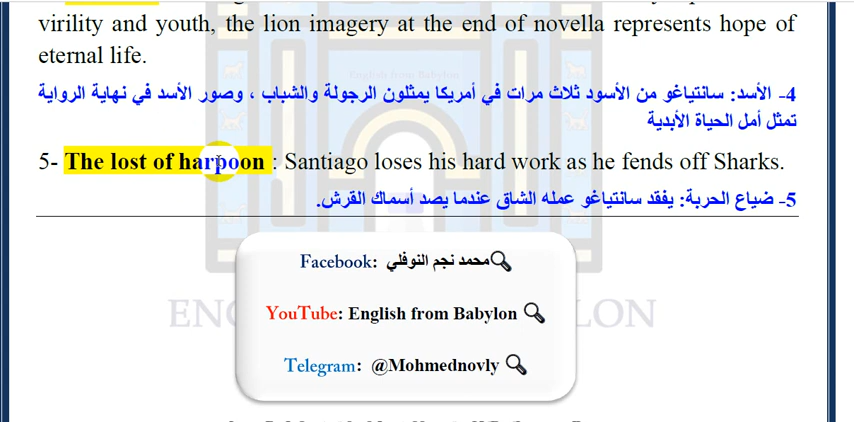 virility and youth, the lion imagery at the end of novella represents hope of
eternal life.
4- الأسد: سانتياغو من الأسود ثلاث مرات في أمريكا يمثلون الرجولة والشباب ، وصور الأسد في نهاية الرواية
تمثل أمل الحياة الأبدية
5- The lost of harpoon : Santiago loses his hard work as he fends off Sharks.
5- ضياع الحربة: يفقد سانتياغو عمله الشاق عندما يصد أسماك القرش.
Facebook: محمد نجم النوفلي
YouTube: English from Babylon
Telegram: @Mohmednovly